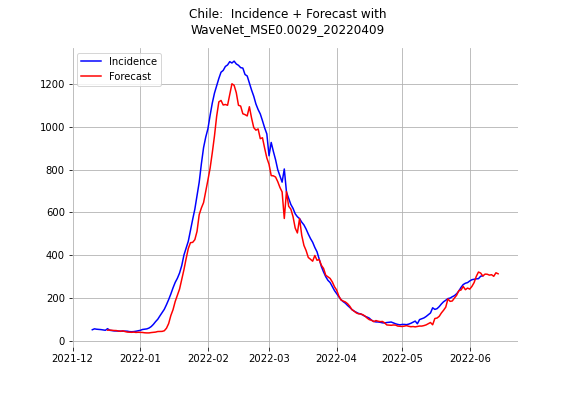 Chile:  Incidence + Forecast with
WaveNet_MSE0.0029_20220409
Incidence
Forecast
1200
1000
800
600
400
200
0
2021-12 2022-01 2022-02 2022-03 2022-04 2022-05 2022-06